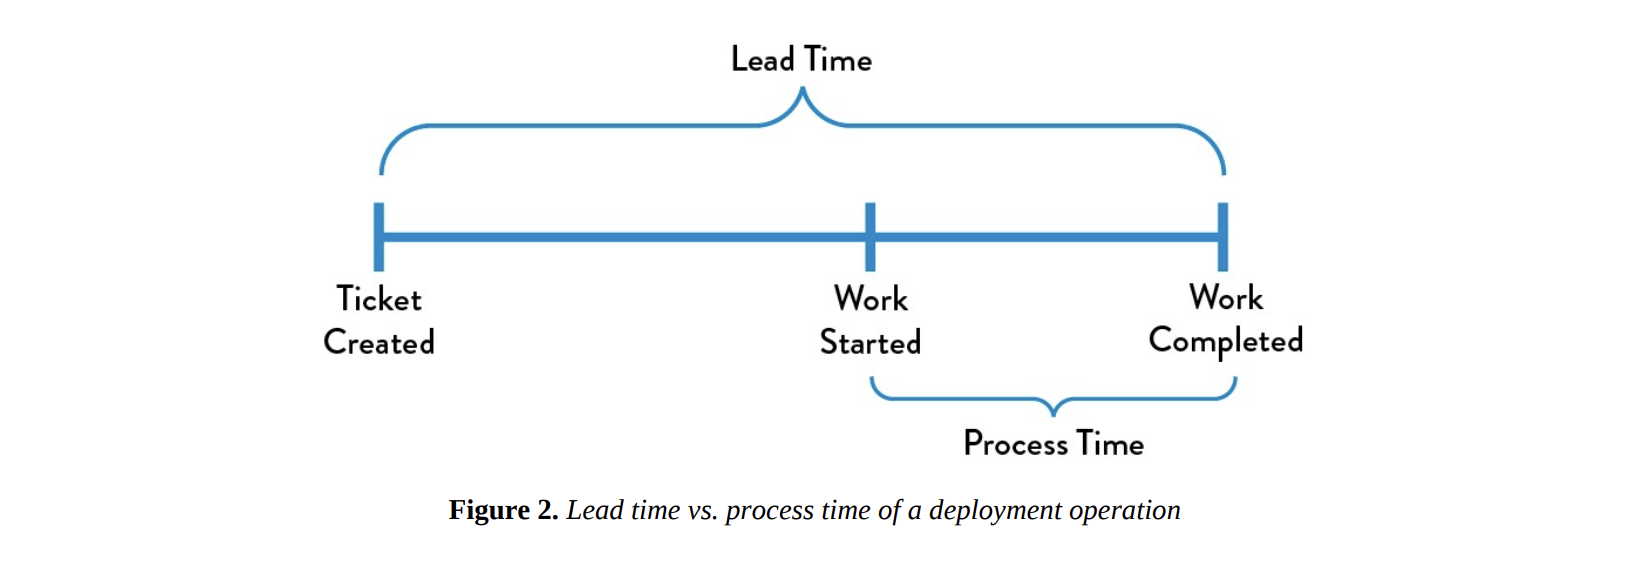 Lead Time
Ticket
Created
Work
Started
Work
Completed
Process Time
Figure 2. Lead time vs. process time of a deployment operation